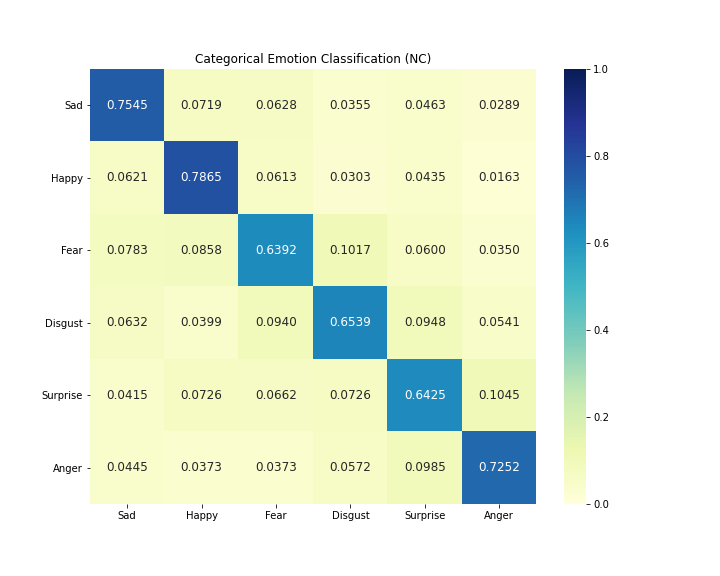 Categorical Emotion Classification (NC)
Sad 0.7545 0.0719 0.0628 0.0355 0.0463 0.0289
Happy 0.0621 0.7865 0.0613 0.0303 0.0435 0.0163
Fear 0.0783 0.0858 0.6392 0.1017 0.0600 0.0350
Disgust 0.0632 0.0399 0.0940 0.6539 0.0948 0.0541
Surprise 0.0415 0.0726 0.0662 0.0726 0.6425 0.1045
Anger 0.0445 0.0373 0.0373 0.0572 0.0985 0.7252
Sad Happy Fear Disgust Surprise Anger
1.0
0.8
0.6
0.4
0.2
0.0